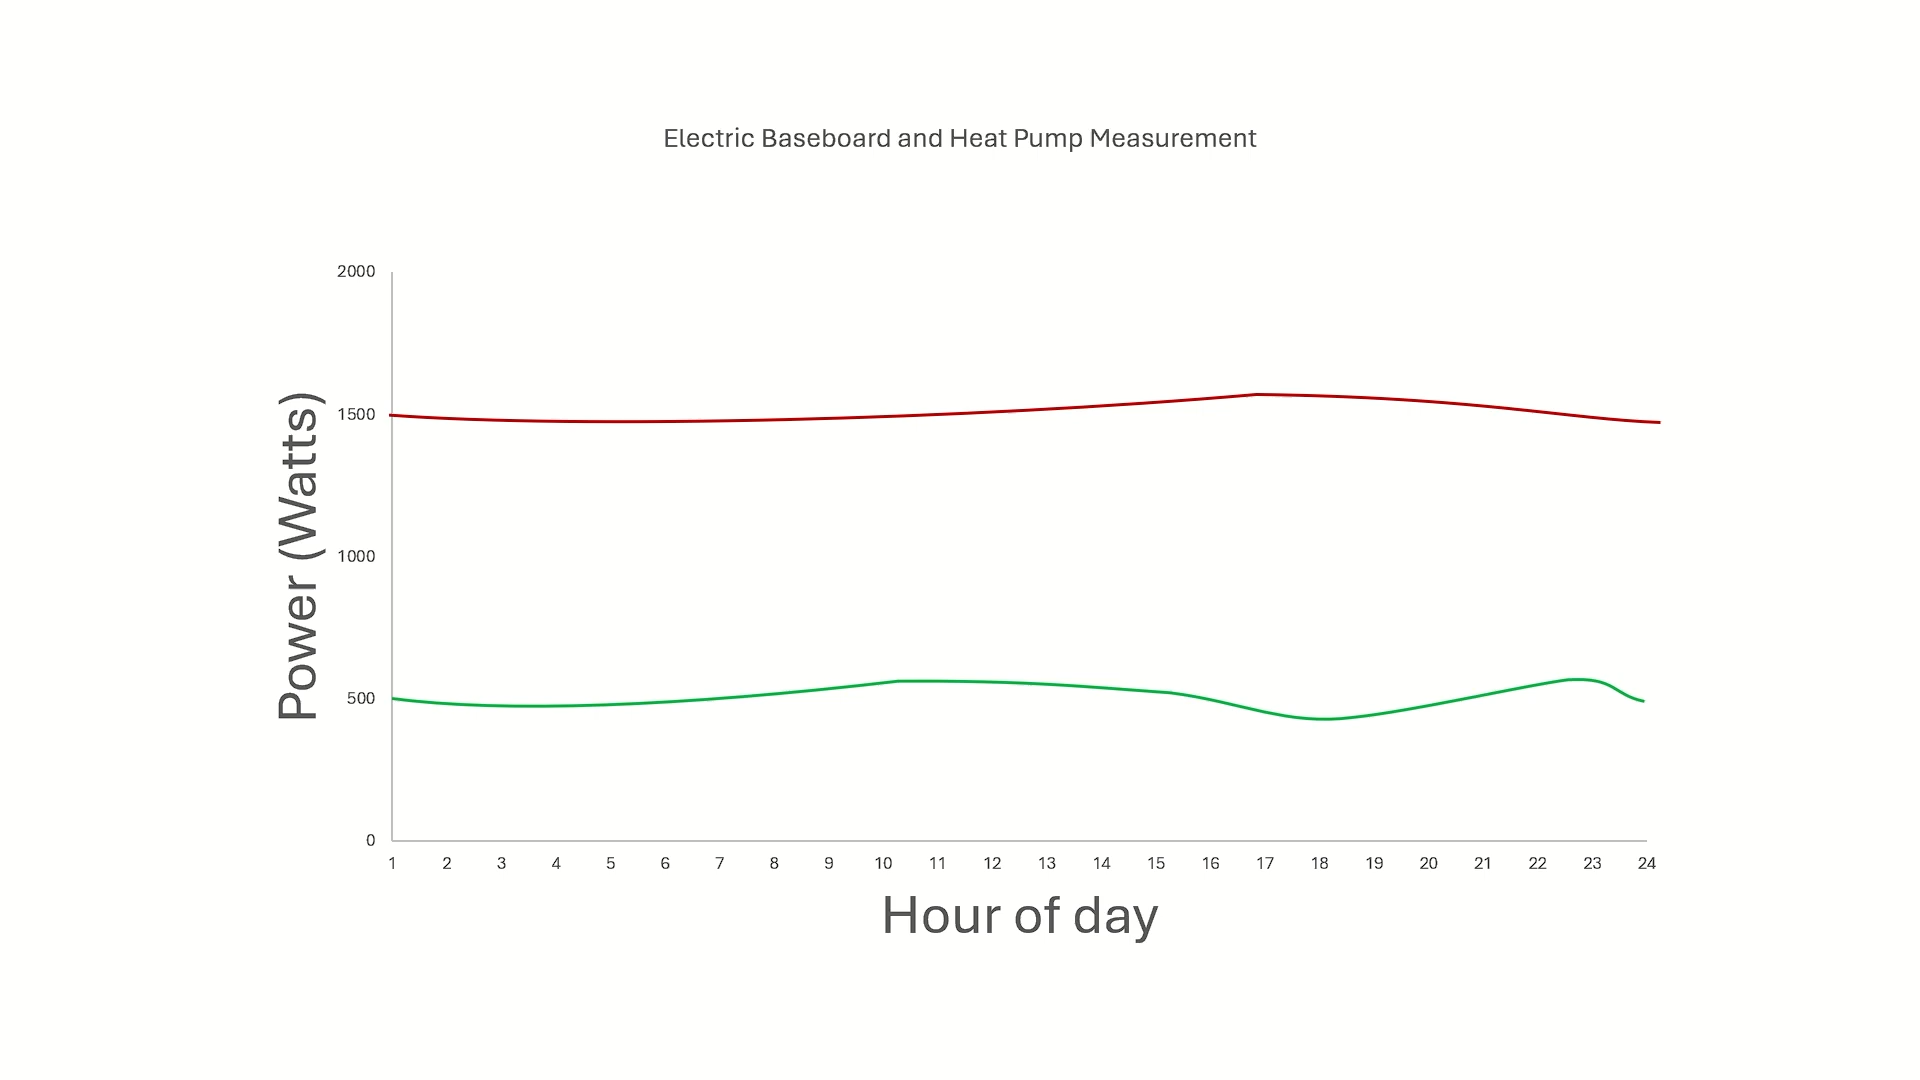 Electric Baseboard and Heat Pump Measurement
2000
1500
1000
500
0
Power (Watts)
1 2 3 4 5 6 7 8 9 10 11 12 13 14 15 16 17 18 19 20 21 22 23 24
Hour of day